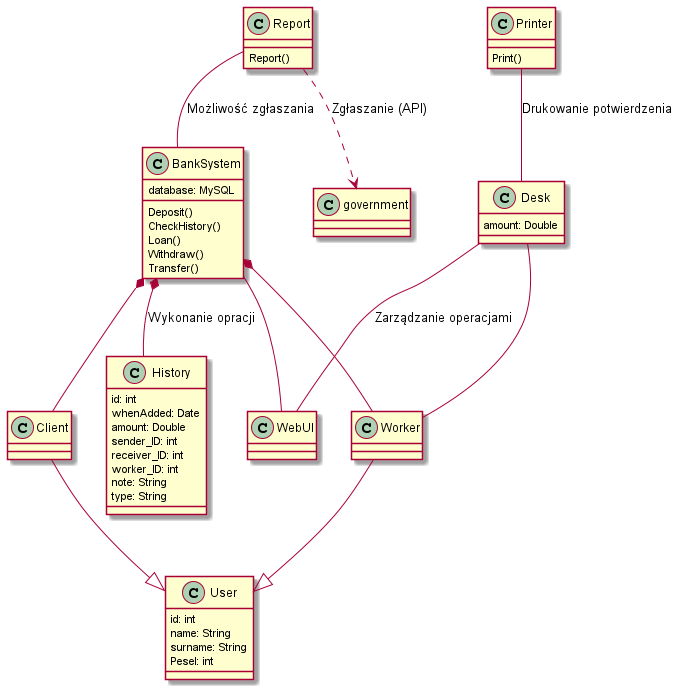 C Report
Report()
C Printer
Print()
Możliwość zgłaszania
Zgłaszanie (API)
Drukowanie potwierdzenia
C BankSystem
database: MySQL
Deposit()
CheckHistory()
Loan()
Withdraw()
Transfer()
C government
C Desk
amount: Double
Wykonanie opracji
Zarządzanie operacjami
C Client
C History
id: int
whenAdded: Date
amount: Double
sender_ID: int
receiver_ID: int
worker_ID: int
note: String
type: String
C WebUI
C Worker
C User
id: int
name: String
surname: String
Pesel: int